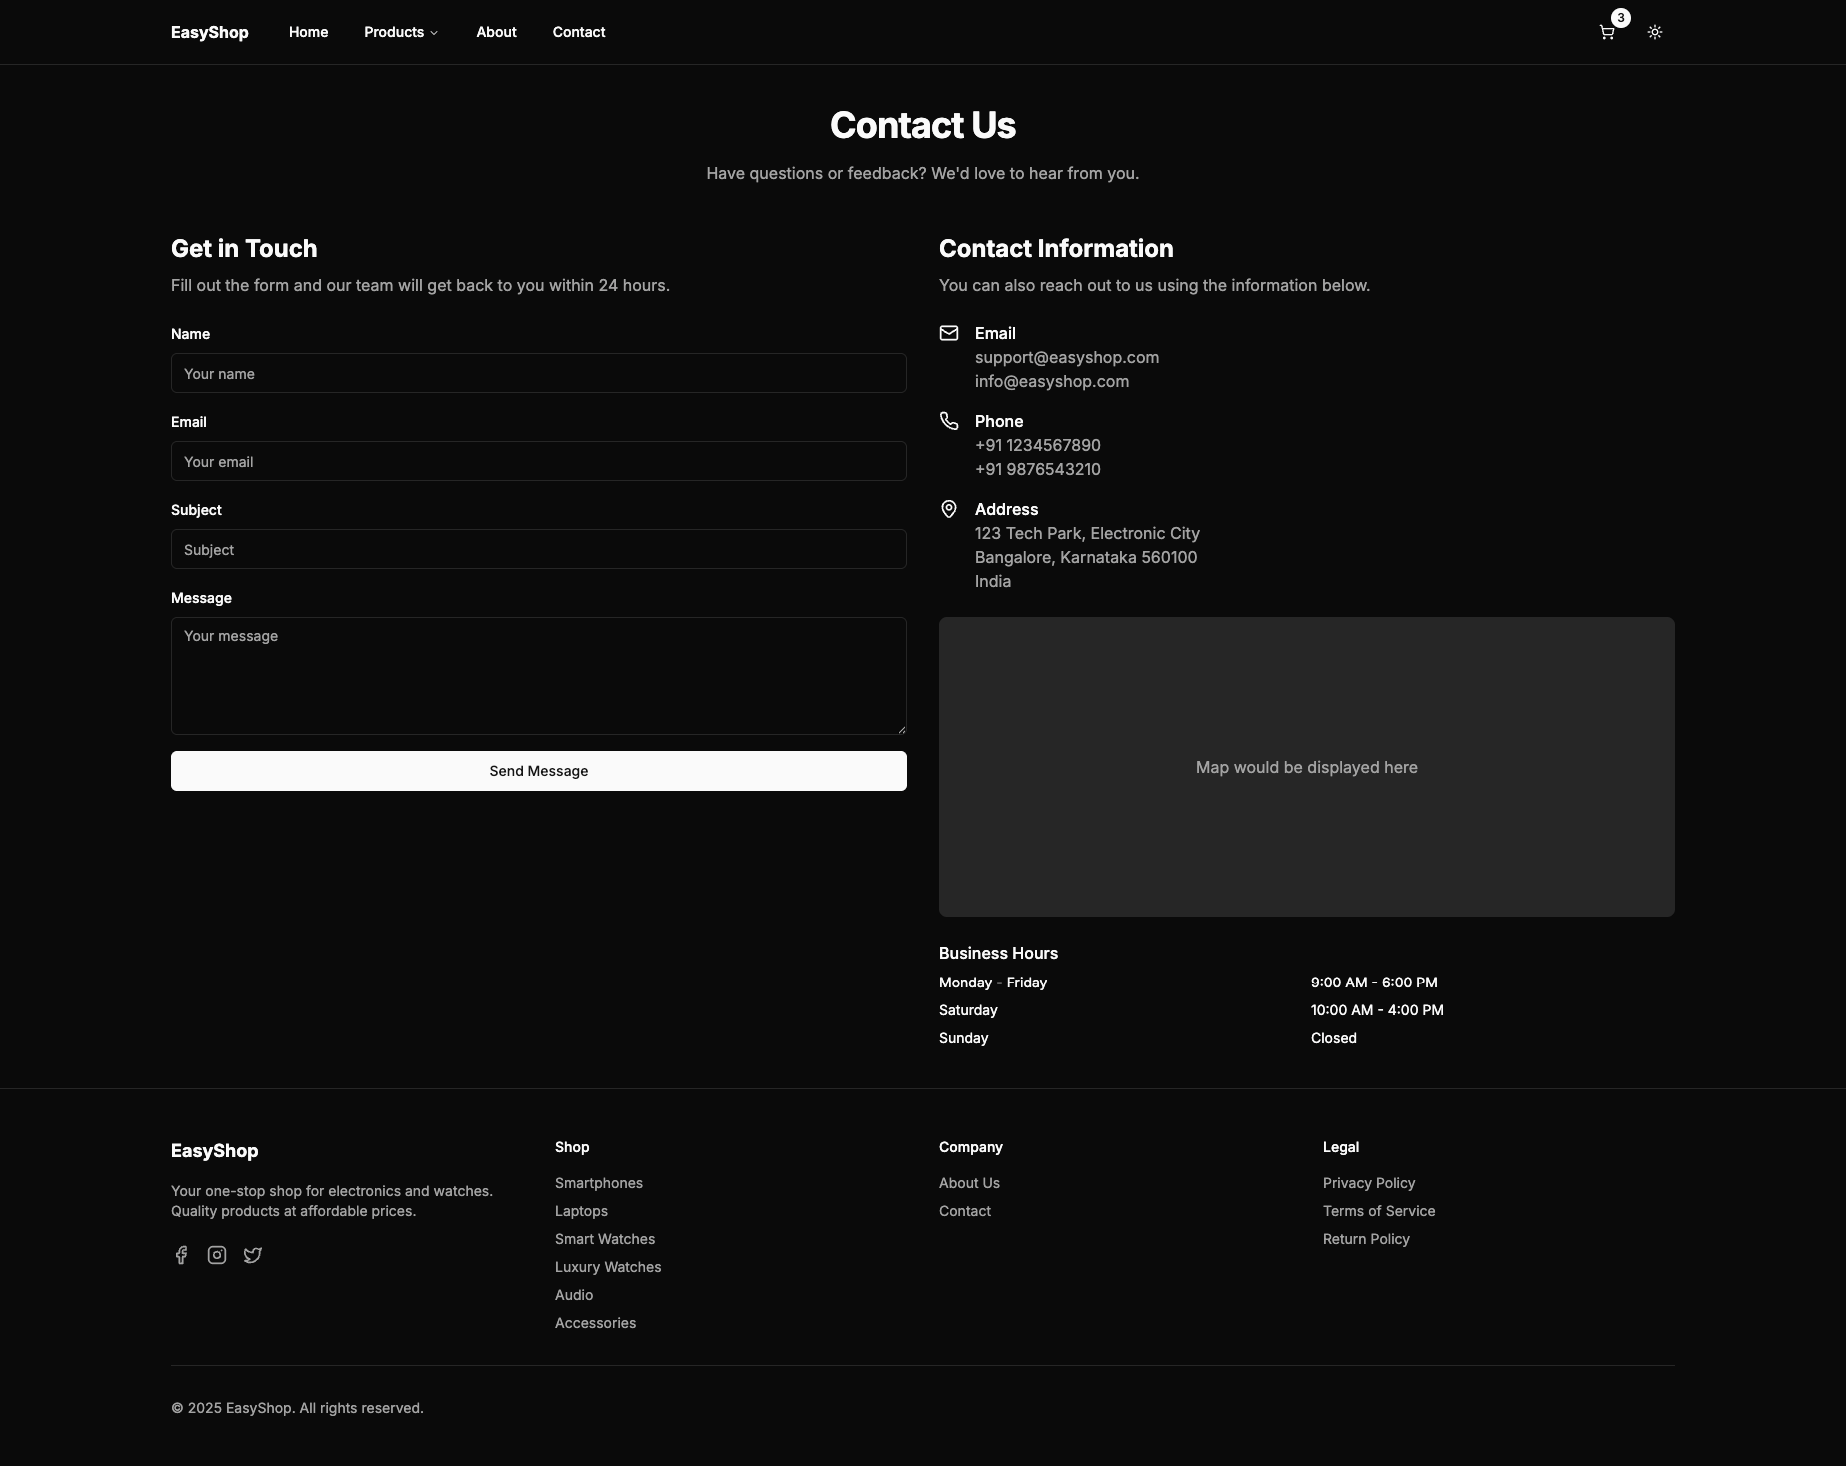 EasyShop
Home
Products
About
Contact
3
Contact Us
Have questions or feedback? We'd love to hear from you.
Get in Touch
Fill out the form and our team will get back to you within 24 hours.
Name
Your name
Email
Your email
Subject
Subject
Message
Your message
Send Message
Contact Information
You can also reach out to us using the information below.
Email
support@easyshop.com
info@easyshop.com
Phone
+91 1234567890
+91 9876543210
Address
123 Tech Park, Electronic City
Bangalore, Karnataka 560100
India
Map would be displayed here
Business Hours
Monday - Friday 9:00 AM - 6:00 PM
Saturday 10:00 AM - 4:00 PM
Sunday Closed
EasyShop
Your one-stop shop for electronics and watches.
Quality products at affordable prices.
Shop
Smartphones
Laptops
Smart Watches
Luxury Watches
Audio
Accessories
Company
About Us
Contact
Legal
Privacy Policy
Terms of Service
Return Policy
© 2025 EasyShop. All rights reserved.